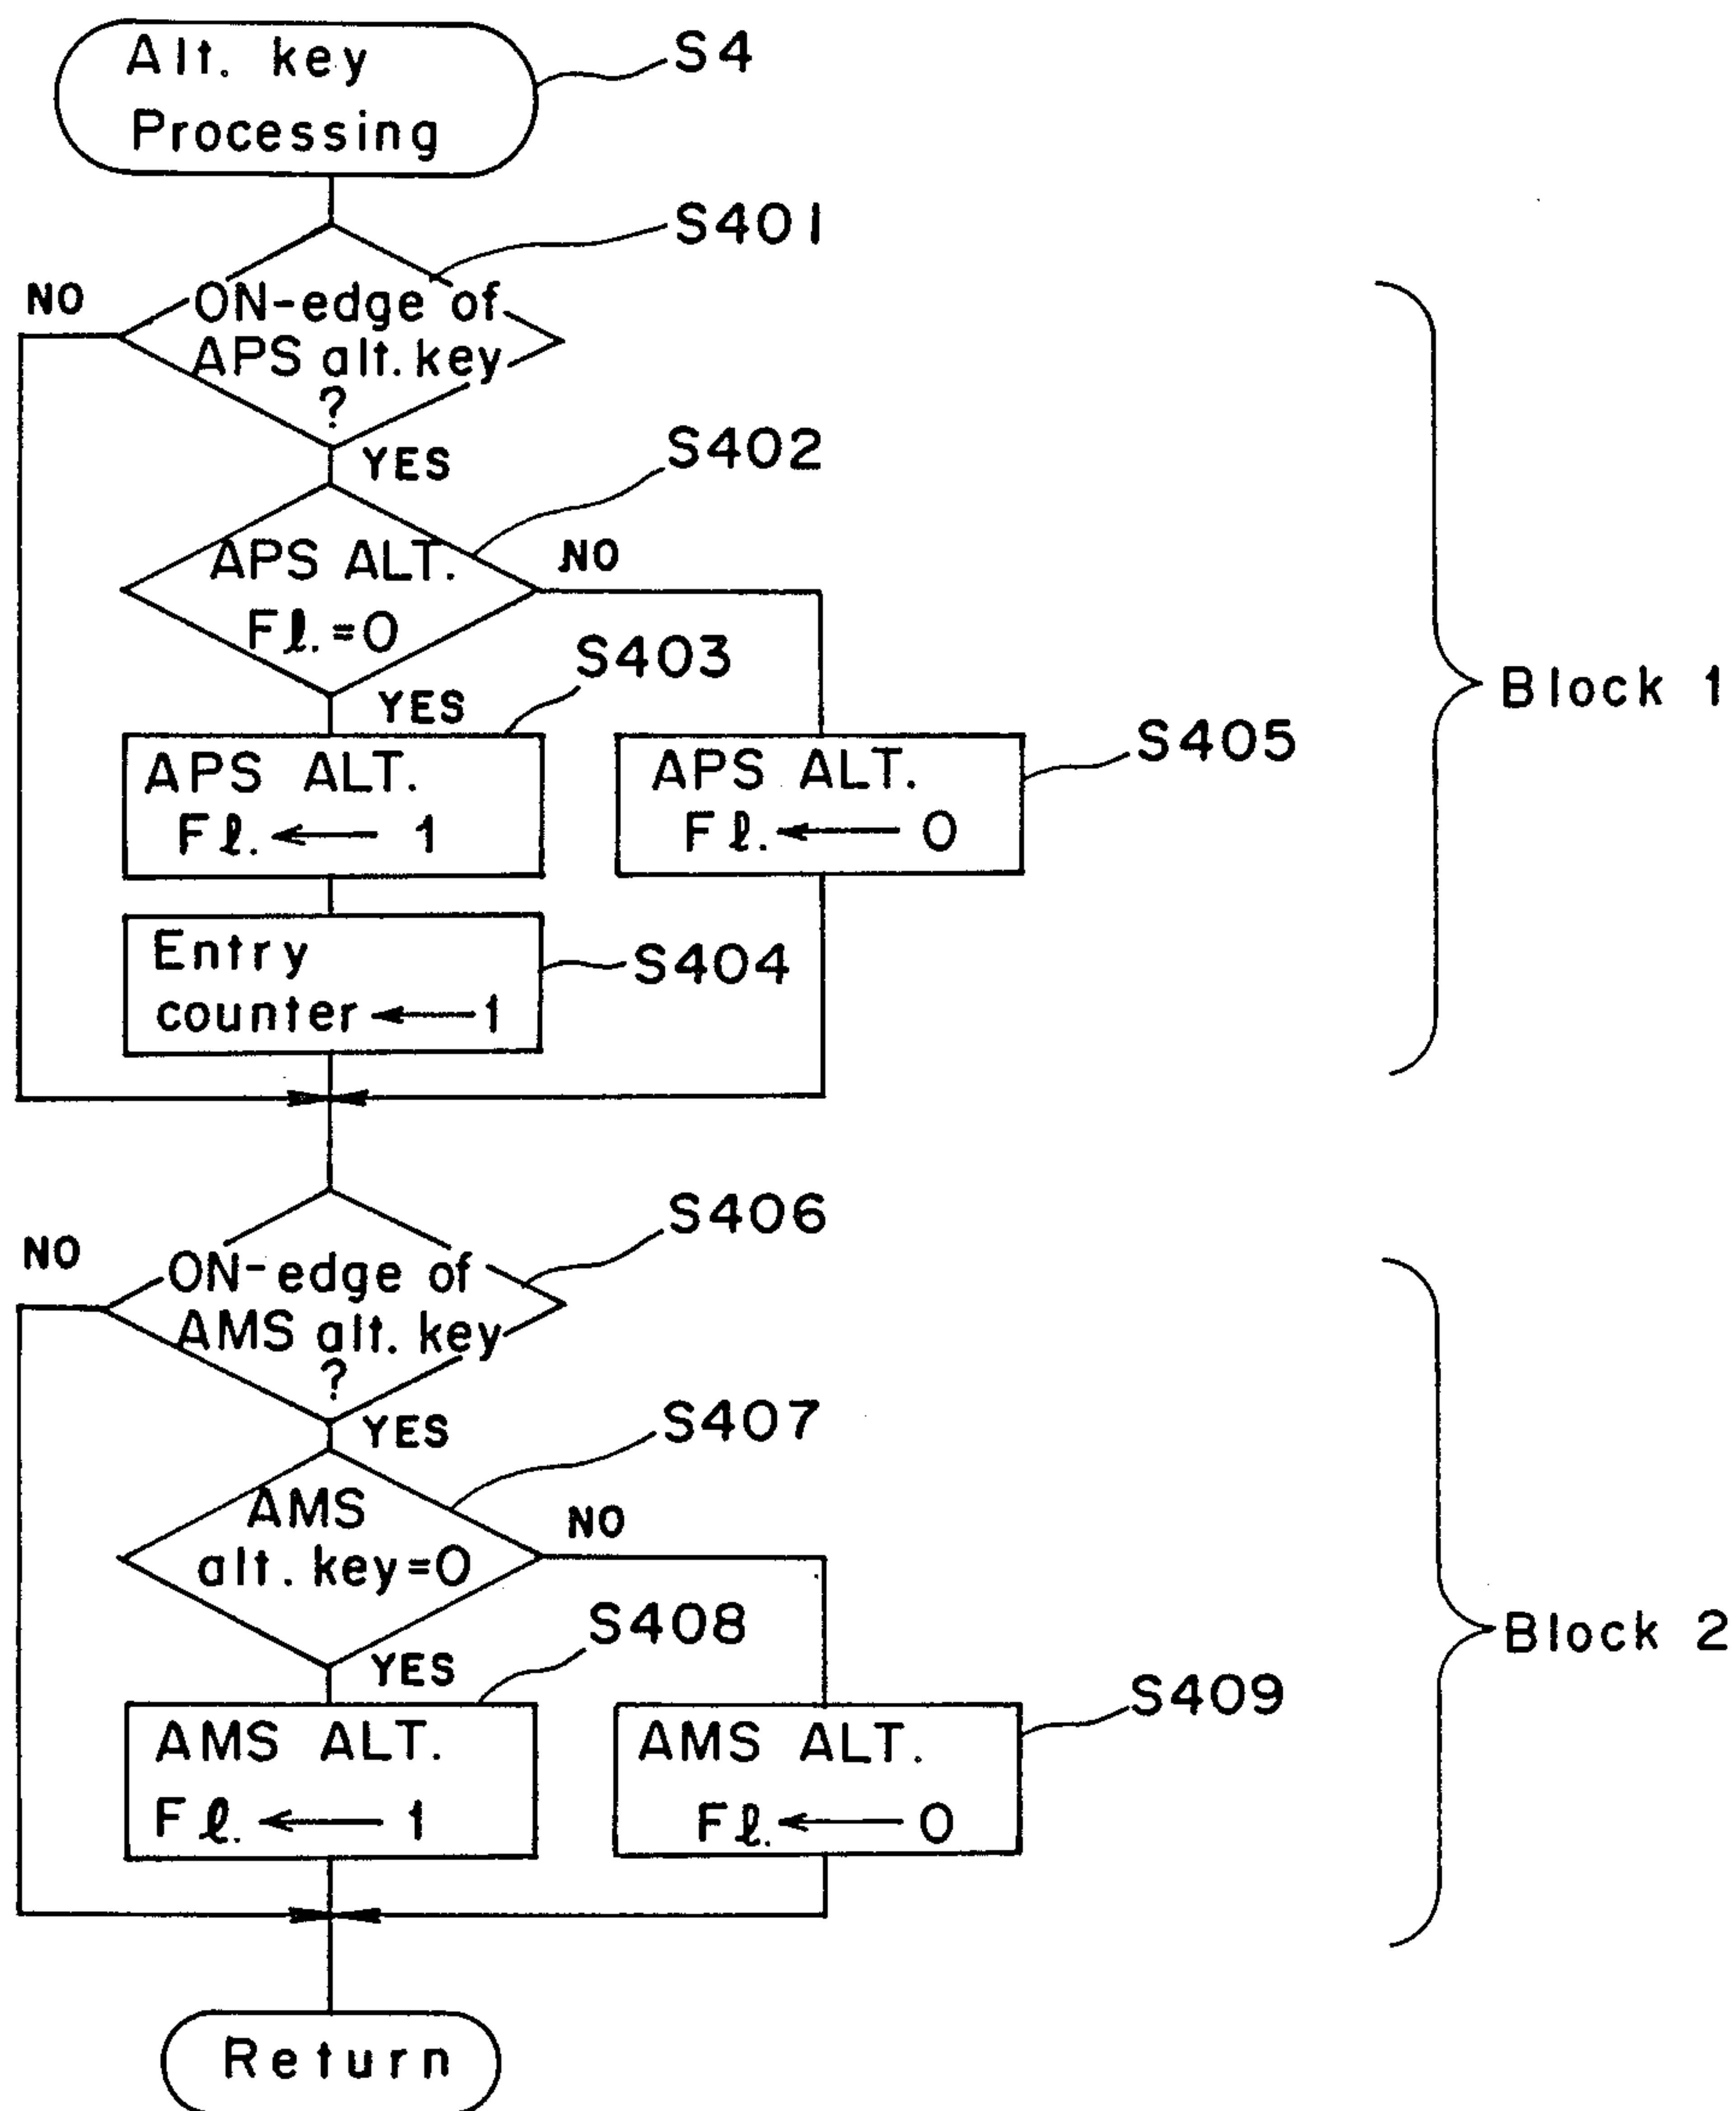 Alt. key
Processing
S4
S401
NO
ON-edge of
APS alt. key
?
YES
S402
APS ALT.
Fl.=0
NO
YES
S403
APS ALT.
Fl. ← 1
APS ALT.
Fl. ← 0
S405
Entry
counter ← 1
S404
Block 1
S406
NO
ON-edge of
AMS alt. key
?
YES
S407
AMS
alt. key=0
NO
YES
S408
AMS ALT.
Fl. ← 1
AMS ALT.
Fl. ← 0
S409
Block 2
Return